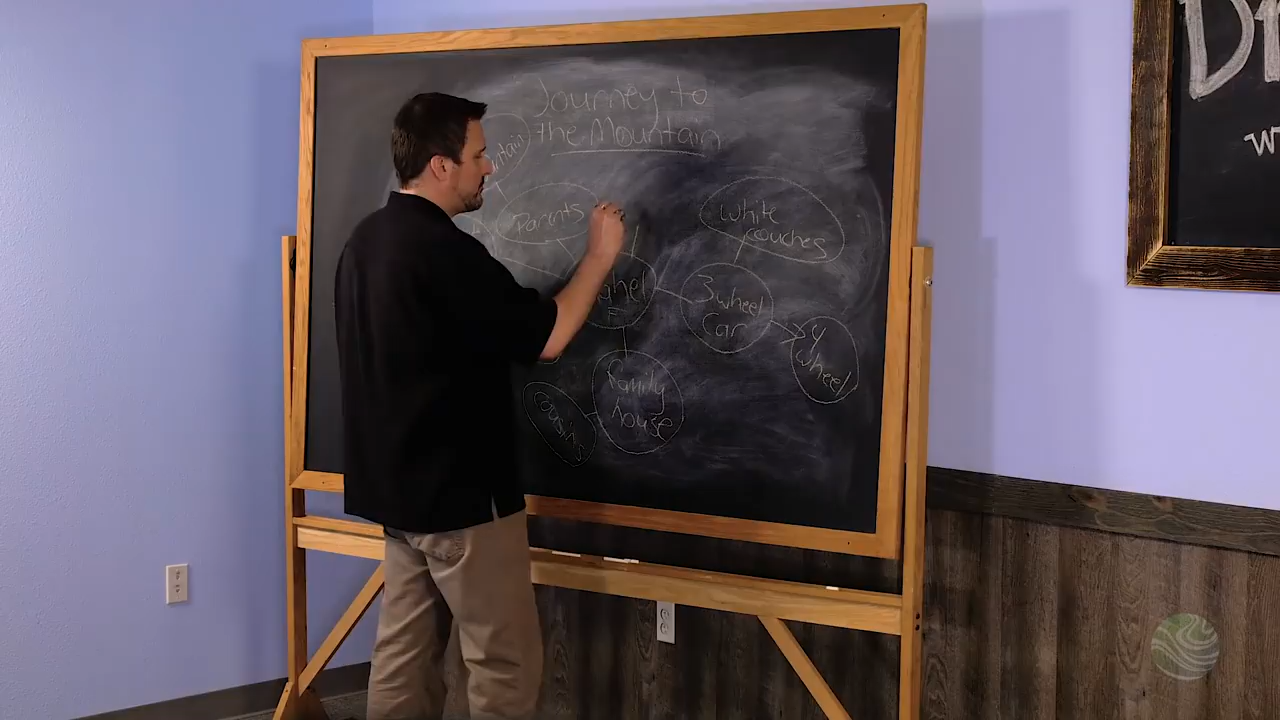 Journey to
The Mountain
Parents
White
couches
3 wheel
Car
4
wheel
family
house
cousins
F